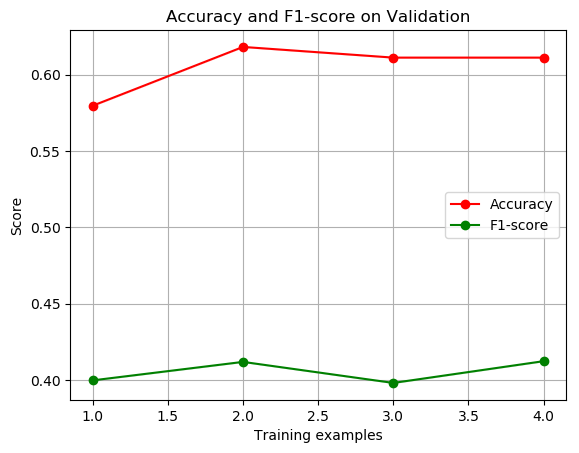 Accuracy and F1-score on Validation
0.60
0.55
0.50
0.45
0.40
Score
Accuracy
F1-score
1.0 1.5 2.0 2.5 3.0 3.5 4.0
Training examples